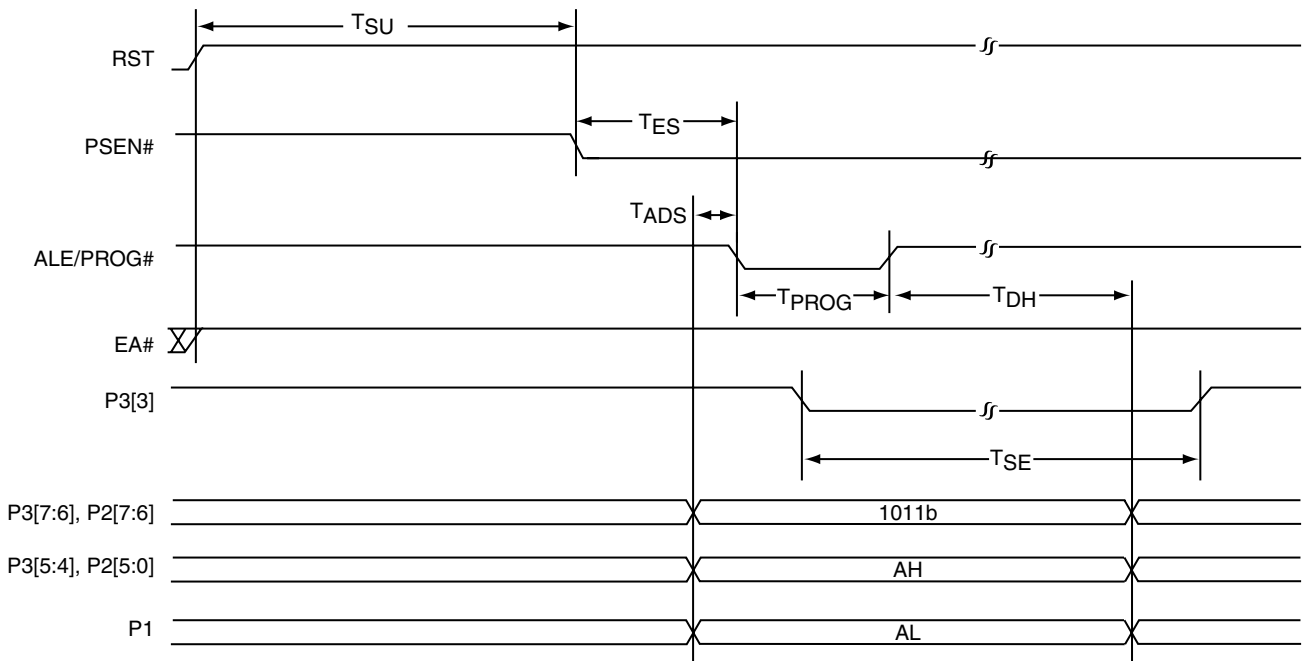 TSU
RST
TES
PSEN#
TADS
ALE/PROG#
TPROG
TDH
EA#
P3[3]
TSE
P3[7:6], P2[7:6]
1011b
P3[5:4], P2[5:0]
AH
P1
AL